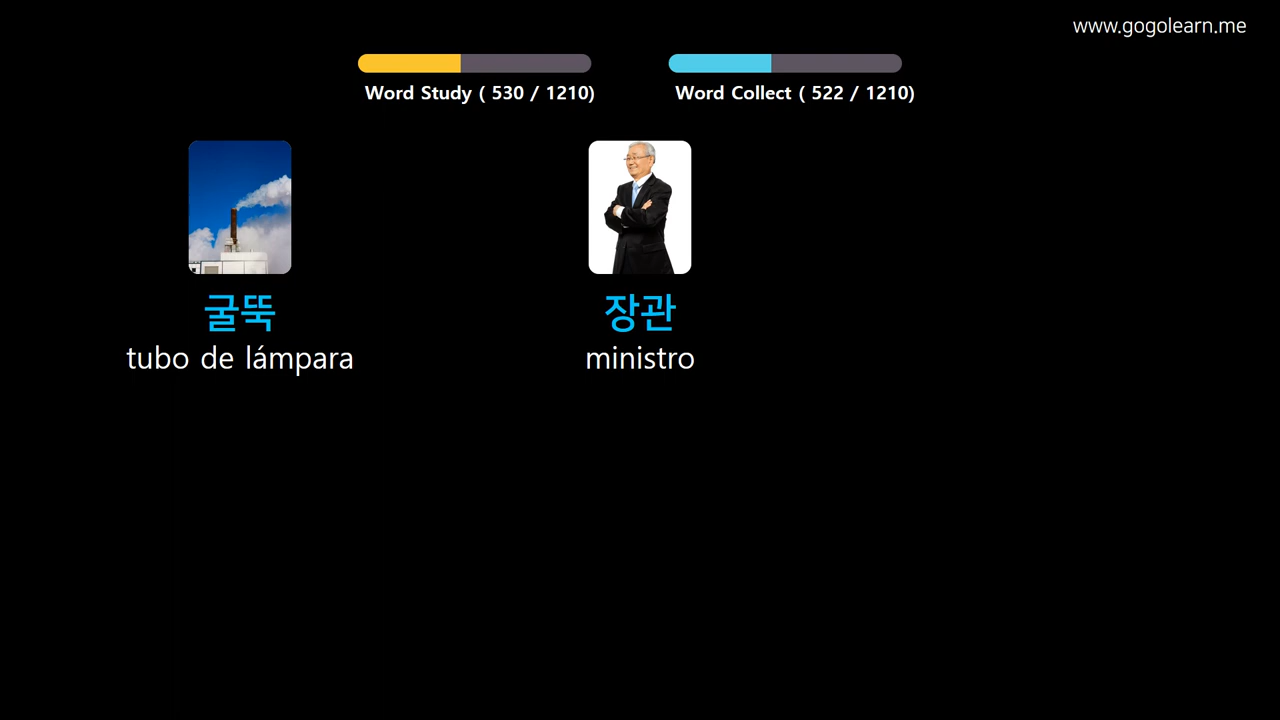 www.gogolearn.me
Word Study ( 530 / 1210)
Word Collect ( 522 / 1210)
굴뚝
tubo de lámpara
장관
ministro